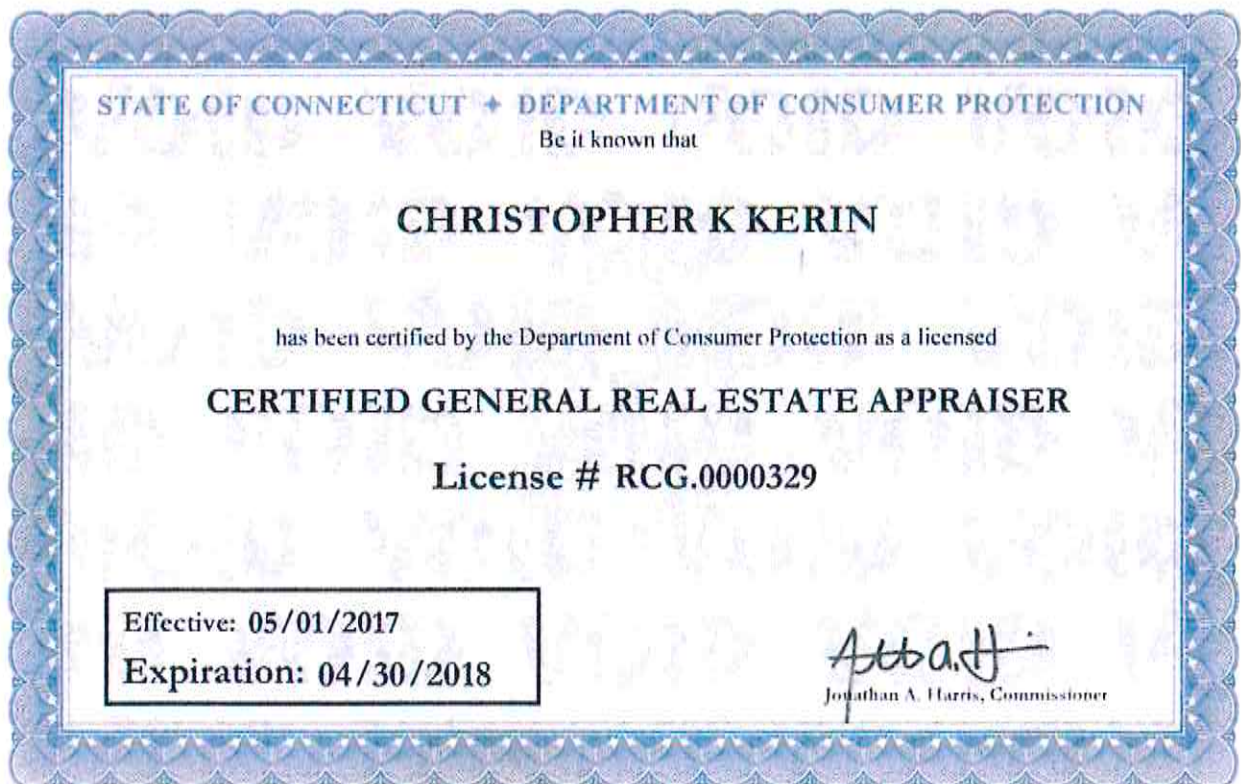 STATE OF CONNECTICUT ✦ DEPARTMENT OF CONSUMER PROTECTION
Be it known that
CHRISTOPHER K KERIN
has been certified by the Department of Consumer Protection as a licensed
CERTIFIED GENERAL REAL ESTATE APPRAISER
License # RCG.0000329
Effective: 05/01/2017
Expiration: 04/30/2018
Jonathan A. Harris, Commissioner